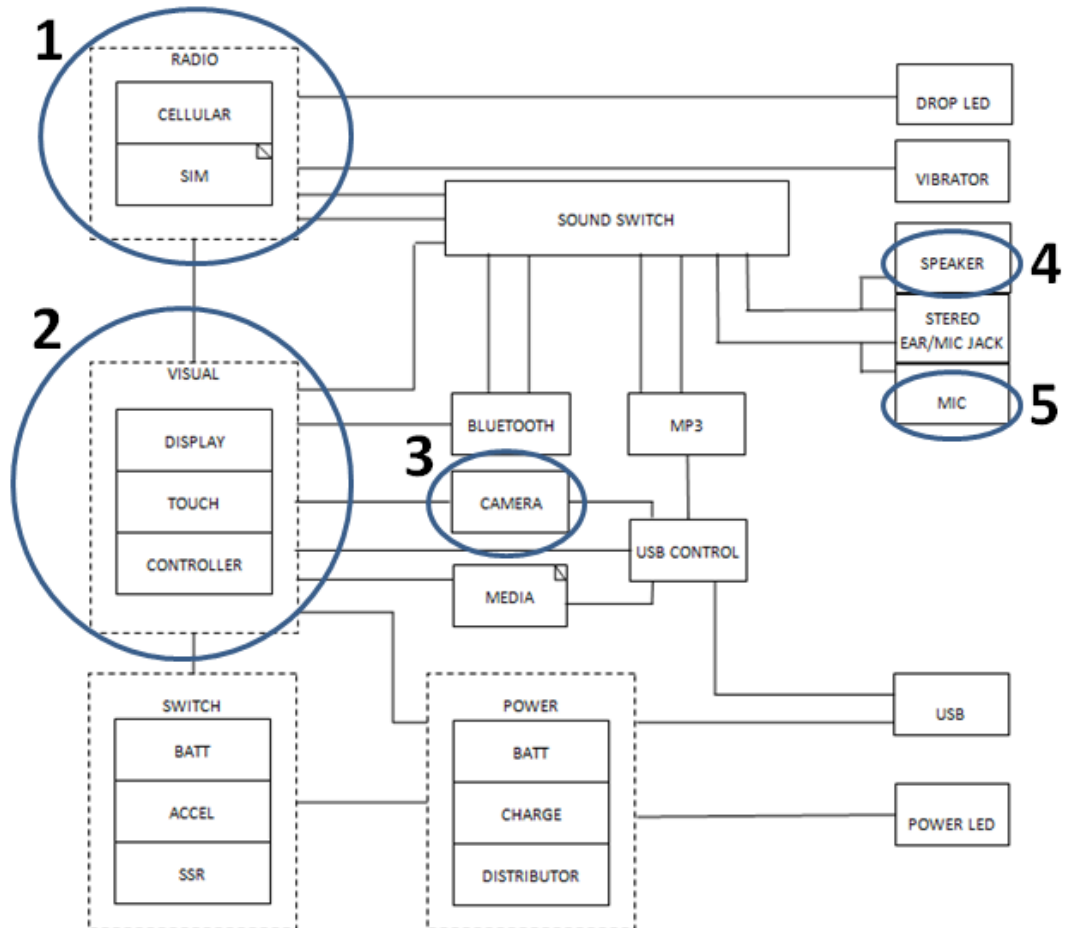 1
RADIO
CELLULAR
SIM
DROP LED
VIBRATOR
SOUND SWITCH
SPEAKER
4
STEREO
EAR/MIC JACK
MIC
5
2
VISUAL
DISPLAY
TOUCH
CONTROLLER
BLUETOOTH
MP3
3
CAMERA
USB CONTROL
MEDIA
SWITCH
BATT
ACCEL
SSR
POWER
BATT
CHARGE
DISTRIBUTOR
USB
POWER LED